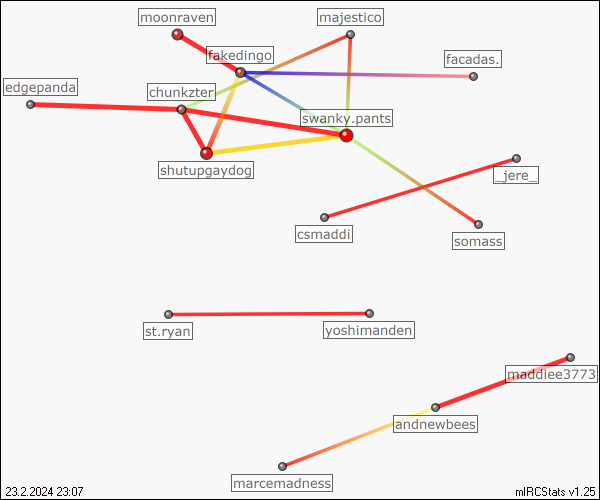 moonraven
majestico
fakedingo
facadas.
edgepanda
chunkzter
swanky.pants
shutupgaydog
_jere_
csmaddi
somass
st.ryan
yoshimanden
maddiee3773
andnewbees
marcemadness
23.2.2024 23:07
mIRCStats v1.25